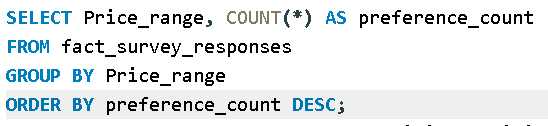 SELECT Price_range, COUNT(*) AS preference_count
FROM fact_survey_responses
GROUP BY Price_range
ORDER BY preference_count DESC;